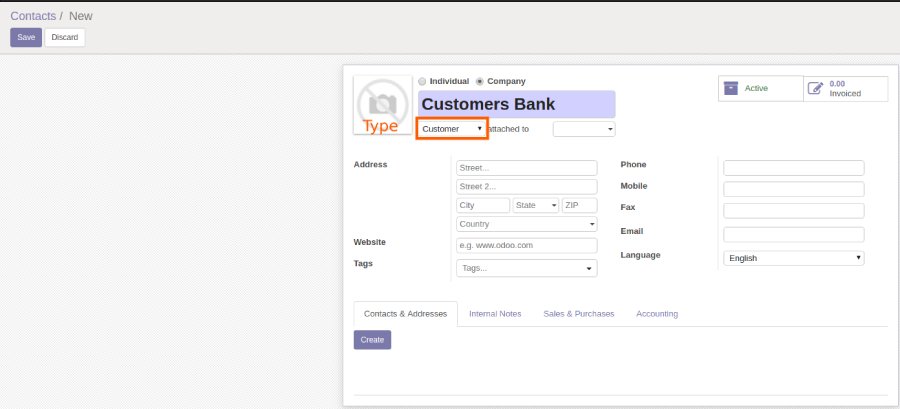 Contacts / New
Save Discard
Individual Company
Customers Bank
Type
Customer attached to
Active
0.00
Invoiced
Address
Street...
Street 2...
City State ZIP
Country
Website e.g. www.odoo.com
Tags Tags...
Phone
Mobile
Fax
Email
Language English
Contacts & Addresses Internal Notes Sales & Purchases Accounting
Create